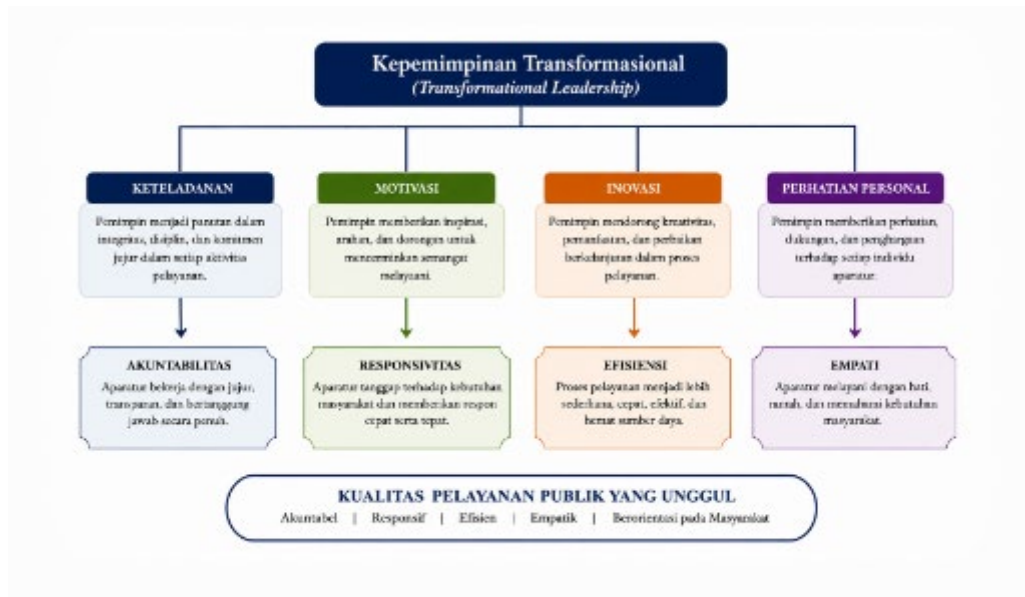 Kepemimpinan Transformasional
(Transformational Leadership)
KETELADANAN
Pemimpin menjadi panutan dalam
integritas, disiplin, dan komitmen
jujur dalam setiap aktivitas
pelayanan.
MOTIVASI
Pemimpin memberikan inspirasi,
arahan, dan dorongan untuk
mencerminkan semangat
melayani.
INOVASI
Pemimpin mendorong kreativitas,
pemanfaatan, dan perbaikan
berkelanjutan dalam proses
pelayanan.
PERHATIAN PERSONAL
Pemimpin memberikan perhatian,
dukungan, dan penghargaan
terhadap setiap individu
aparatur.
AKUNTABILITAS
Aparatur bekerja dengan jujur,
transparan, dan bertanggung
jawab secara penuh.
RESPONSIVITAS
Aparatur tanggap terhadap kebutuhan
masyarakat dan memberikan respon
cepat serta tepat.
EFISIENSI
Proses pelayanan menjadi lebih
sederhana, cepat, efektif, dan
hemat sumber daya.
EMPATI
Aparatur melayani dengan hati,
ramah, dan memahami kebutuhan
masyarakat.
KUALITAS PELAYANAN PUBLIK YANG UNGGUL
Akuntabel | Responsif | Efisien | Empatik | Berorientasi pada Masyarakat